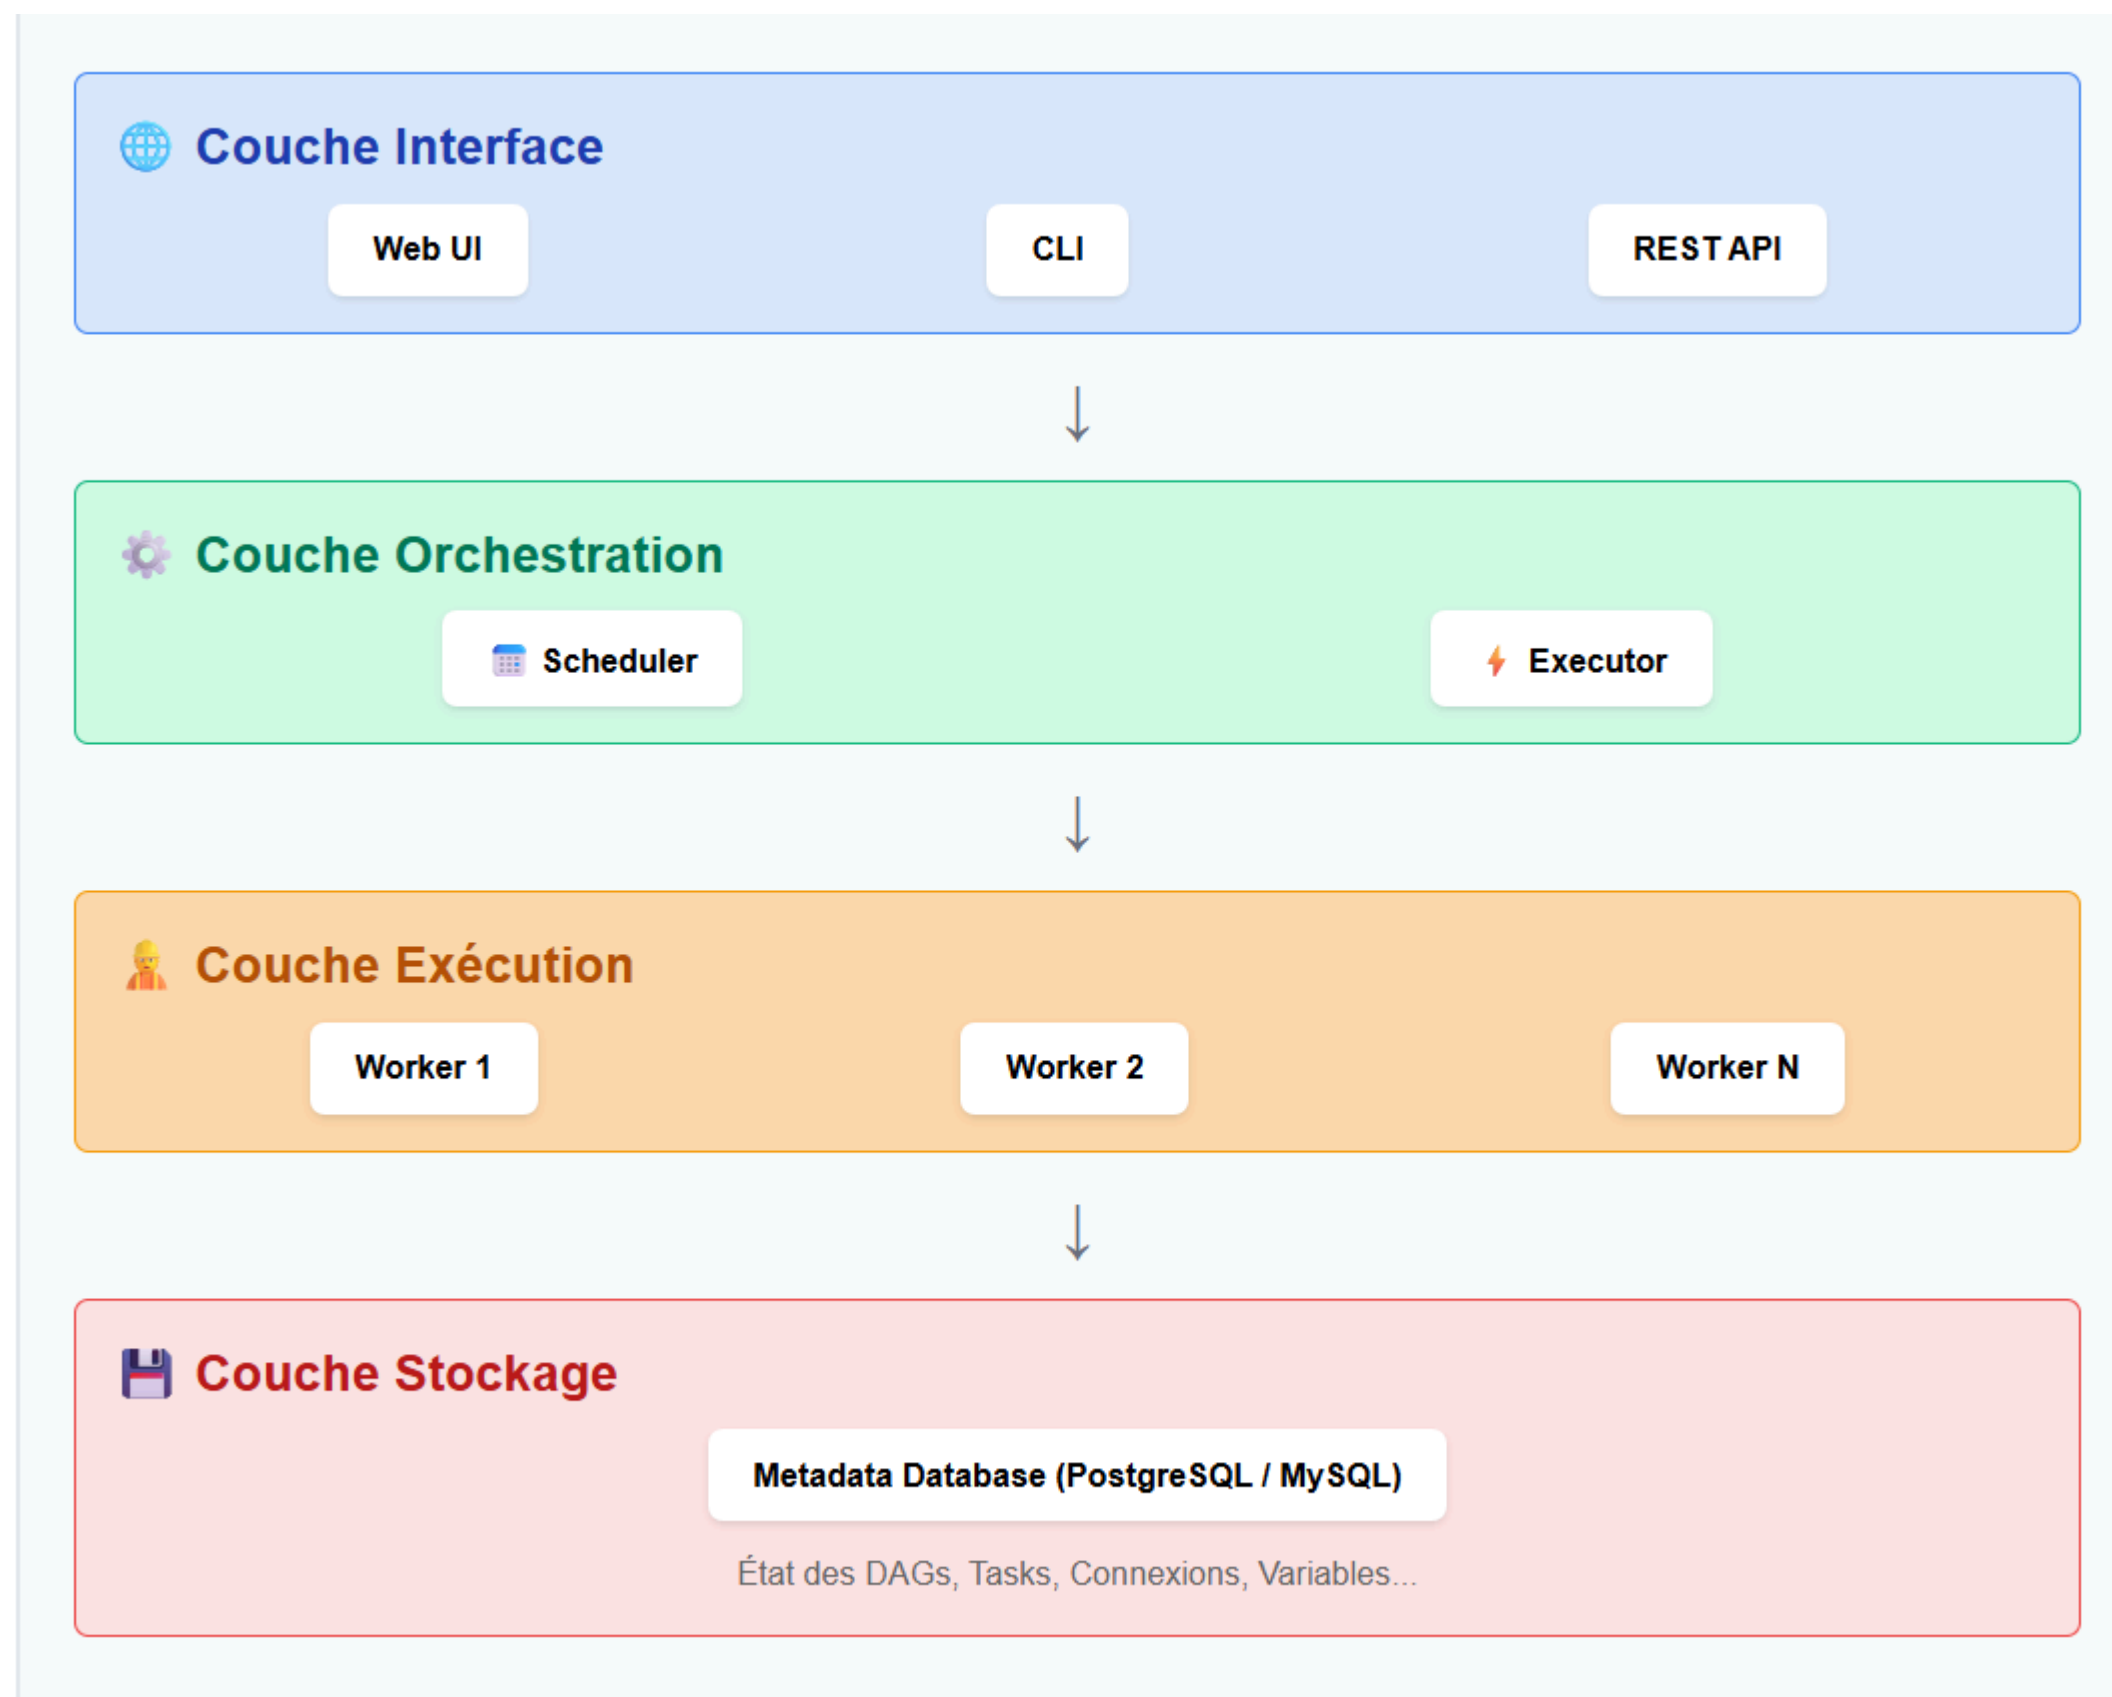 Couche Interface
Web UI
CLI
REST API
Couche Orchestration
Scheduler
Executor
Couche Exécution
Worker 1
Worker 2
Worker N
Couche Stockage
Metadata Database (PostgreSQL / MySQL)
État des DAGs, Tasks, Connexions, Variables...